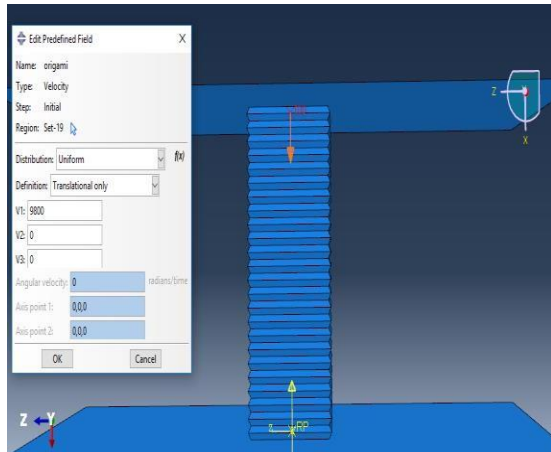 Edit Predefined Field X
Name: origami
Type: Velocity
Step: Initial
Region: Set-19
Distribution: Uniform f(x)
Definition: Translational only
V1: 9800
V2: 0
V3: 0
Angular velocity: 0 radians/time
Axis point 1: 0,0,0
Axis point 2: 0,0,0
OK Cancel
Z
X
z RP
Z Y